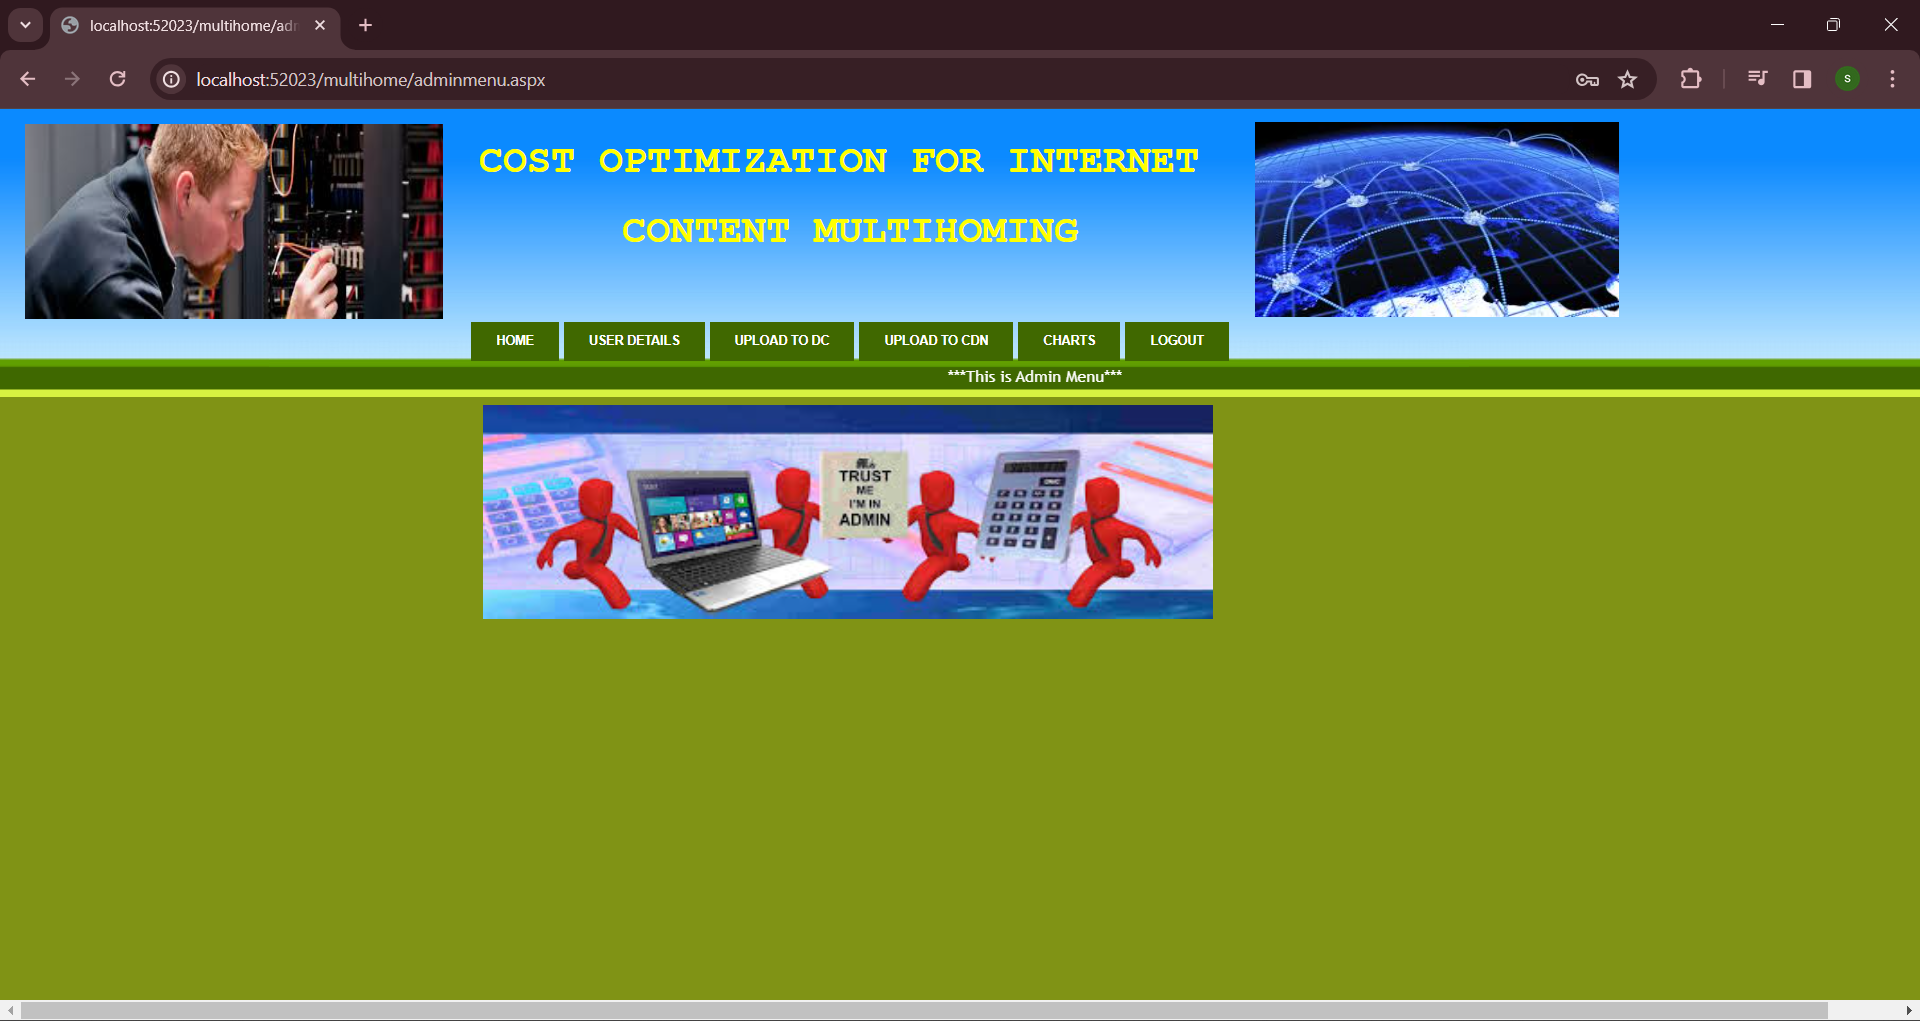 localhost:52023/multihome/adn
localhost:52023/multihome/adminmenu.aspx
S
COST OPTIMIZATION FOR INTERNET
CONTENT MULTIHOMING
HOME USER DETAILS UPLOAD TO DC UPLOAD TO CDN CHARTS LOGOUT
***This is Admin Menu***
TRUST
ME
I'M IN
ADMIN